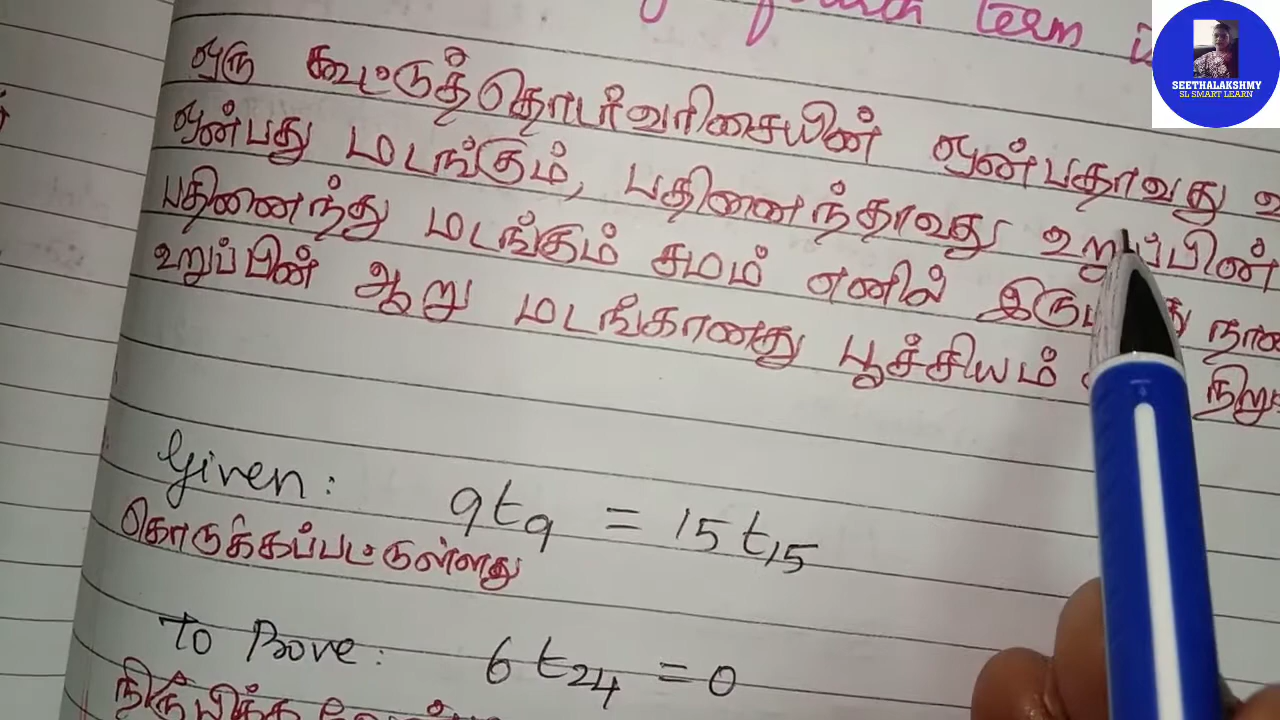 term
SEETHALAKSHMY
SL SMART LEARN
ஒரு கூட்டுத்தொடர்வரிசையின் ஒன்பதாவது
ஒன்பது மடங்கும், பதினைந்தாவது உறுப்பின்
பதினைந்து மடங்கும் சமம் எனில்
உறுப்பின் ஆறு மடங்கானது பூச்சியம்
Given: 9t₉ = 15t₁₅
கொடுக்கப்பட்டுள்ளது
To Prove: 6t₂₄ = 0